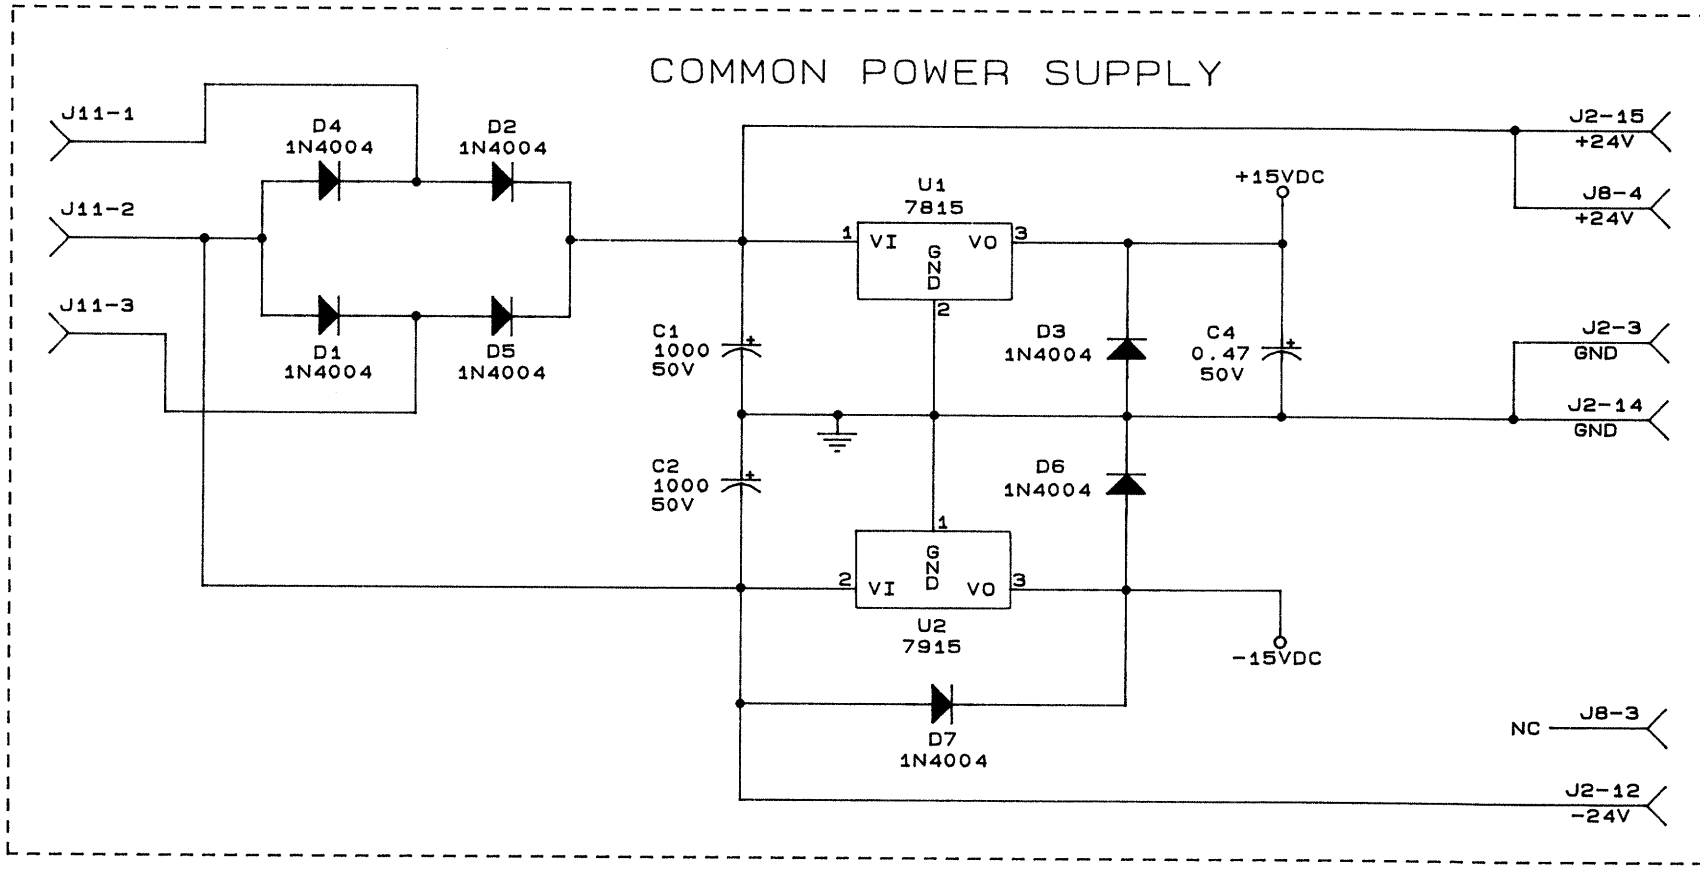 COMMON POWER SUPPLY
J11-1
J11-2
J11-3
D4
1N4004
D2
1N4004
D1
1N4004
D5
1N4004
C1
1000
50V
+
C2
1000
50V
+
U1
7815
1
VI
VO
3
GND
2
U2
7915
1
GND
2
VI
VO
3
D3
1N4004
C4
0.47
50V
+
D6
1N4004
D7
1N4004
+15VDC
-15VDC
J2-15
+24V
J8-4
+24V
J2-3
GND
J2-14
GND
NC
J8-3
J2-12
-24V